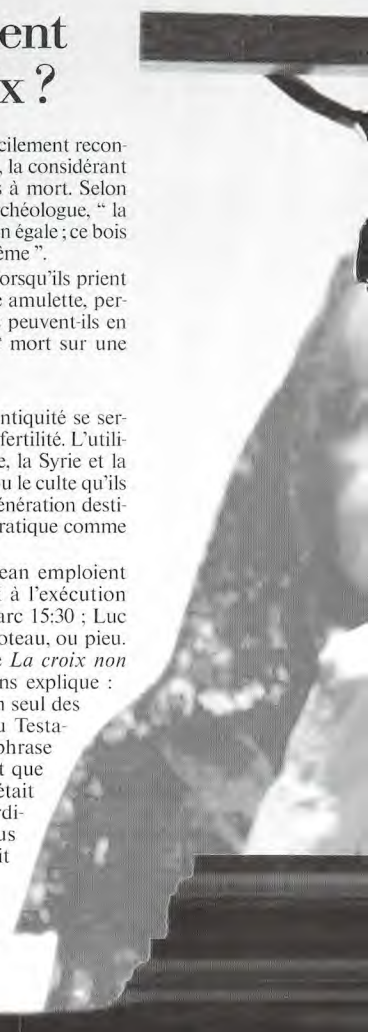 ent
x ?
cilement recon-
, la considérant
s à mort. Selon
chéologue, “ la
n égale ; ce bois
ême ”.
orsqu'ils prient
e amulette, per-
peuvent-ils en
mort sur une
ntiquité se ser-
fertilité. L'utili-
e, la Syrie et la
u le culte qu'ils
énération desti-
ratique comme
ean emploient
à l'exécution
arc 15:30 ; Luc
oteau, ou pieu.
e La croix non
ns explique :
n seul des
u Testa-
phrase
t que
était
rdi-
us
it